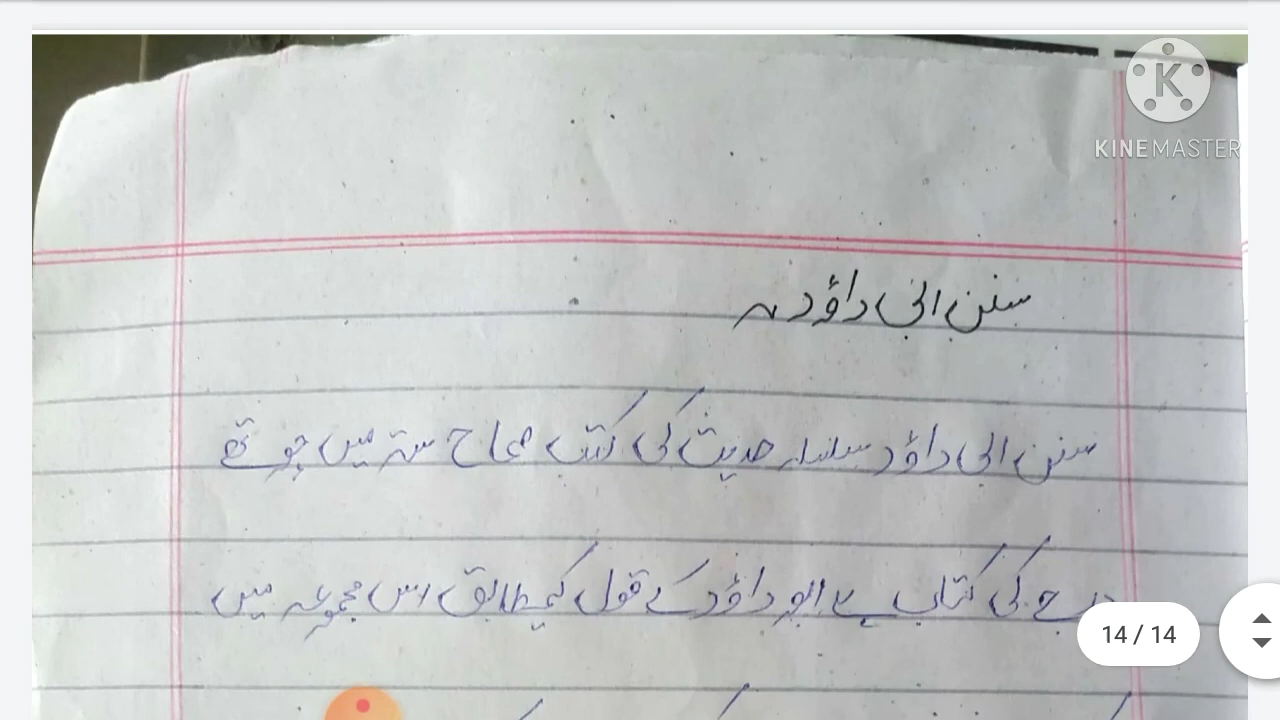 KINEMASTER
سنن ابی داؤد
سنن ابی داؤد سلسلہ حدیث کی کتب صحاح ستہ میں چوتھے
درجے کی کتاب ہے ابو داؤد کے قول کے مطابق اس مجموعہ میں
14 / 14